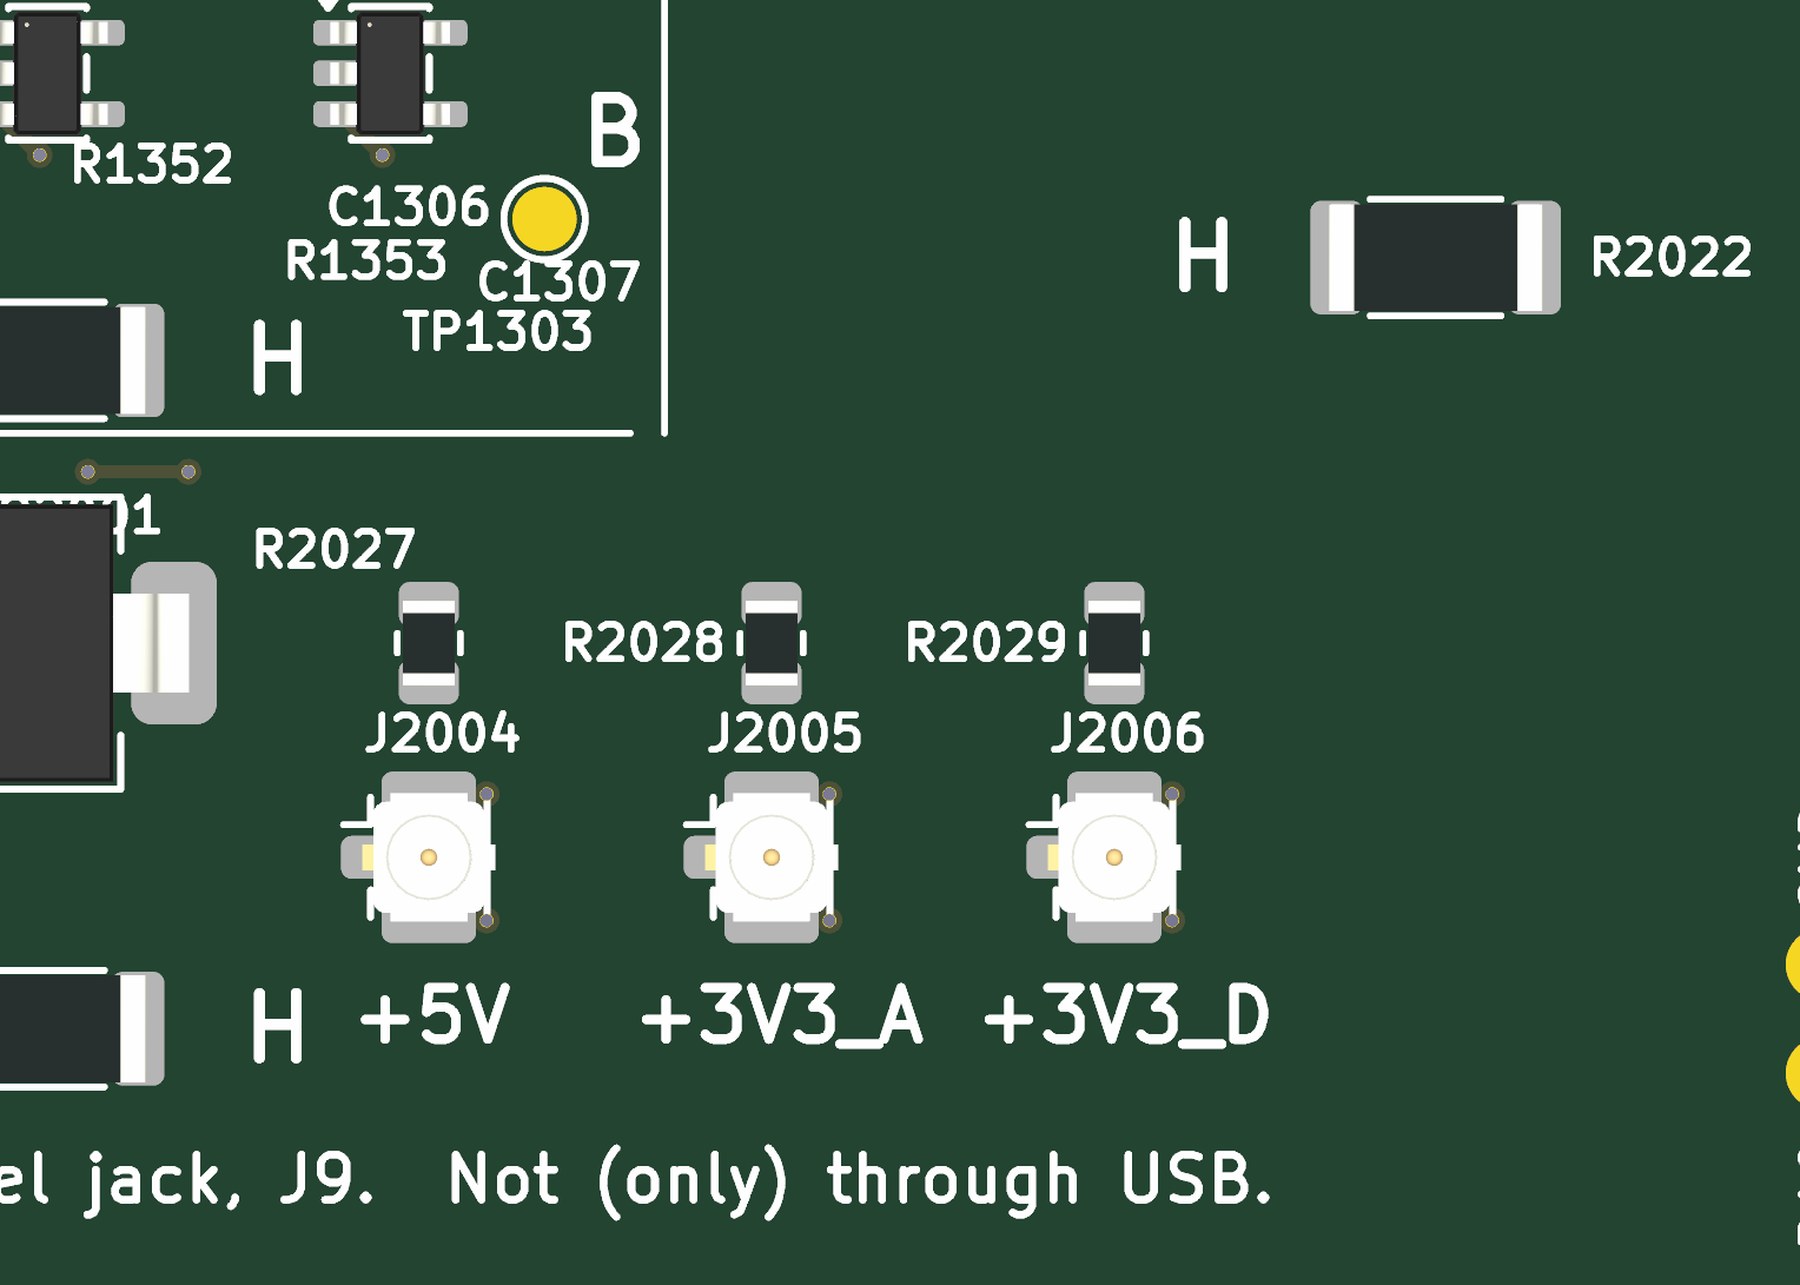 B
R1352
C1306
R1353
C1307
TP1303
H
H
R2022
R2027
R2028
R2029
J2004
J2005
J2006
H
+5V
+3V3_A
+3V3_D
jack, J9. Not (only) through USB.